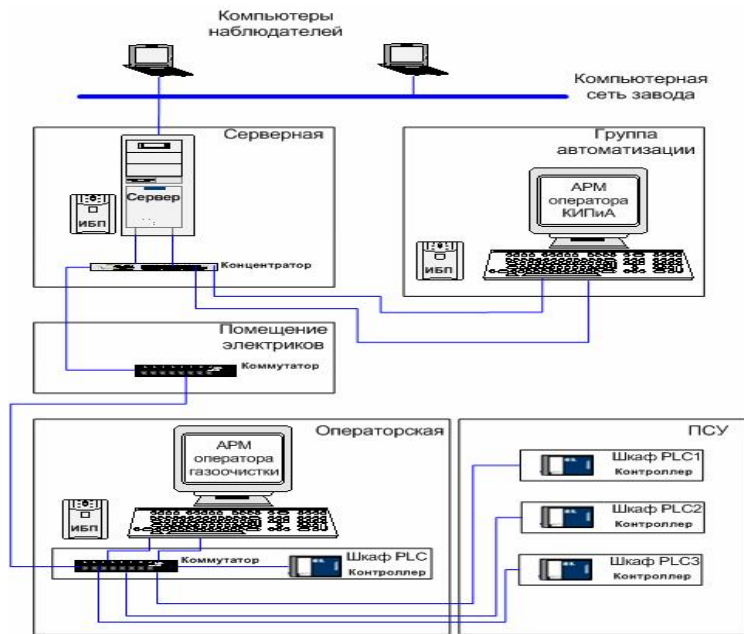 Компьютеры
наблюдателей
Компьютерная
сеть завода
Серверная
Сервер
ИБП
Концентратор
Группа
автоматизации
АРМ
оператора
КИПиА
ИБП
Помещение
электриков
Коммутатор
Операторская
АРМ
оператора
газоочистки
ИБП
Коммутатор
Шкаф PLC
Контроллер
ПСУ
Шкаф PLC1
Контроллер
Шкаф PLC2
Контроллер
Шкаф PLC3
Контроллер